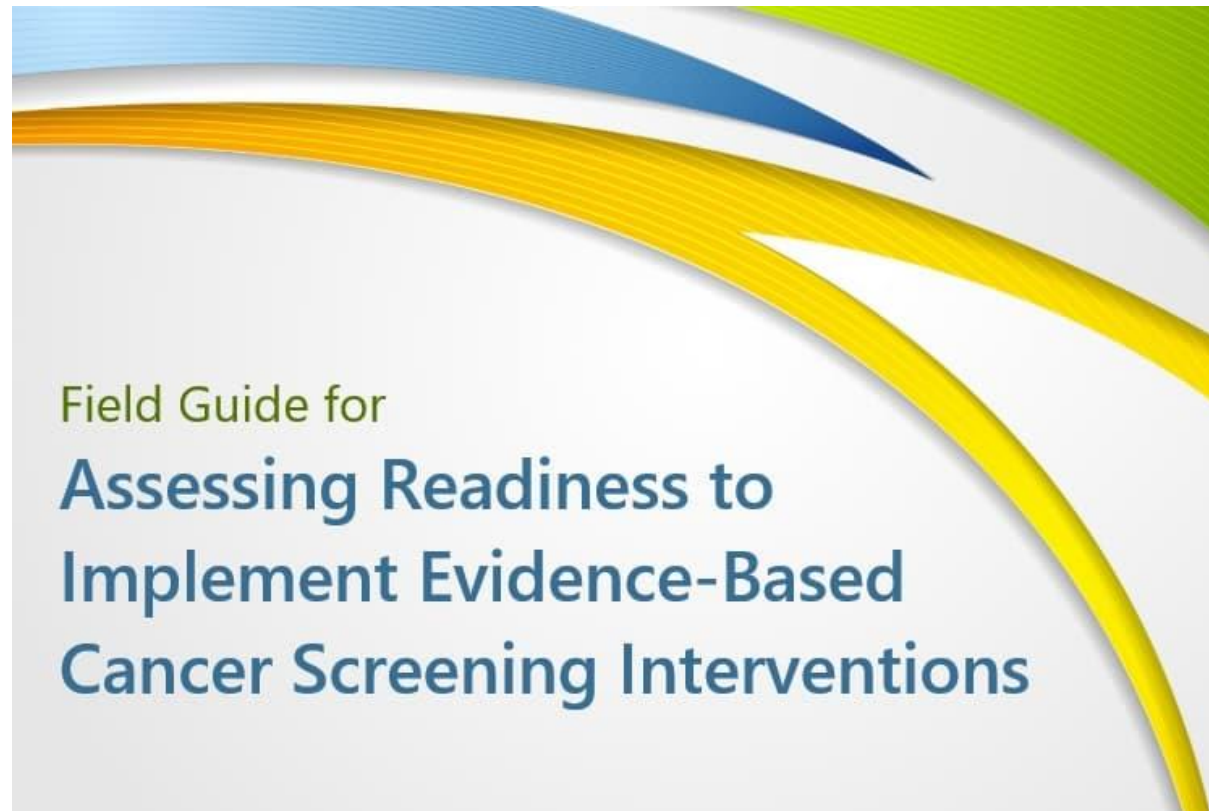 Field Guide for
Assessing Readiness to
Implement Evidence-Based
Cancer Screening Interventions